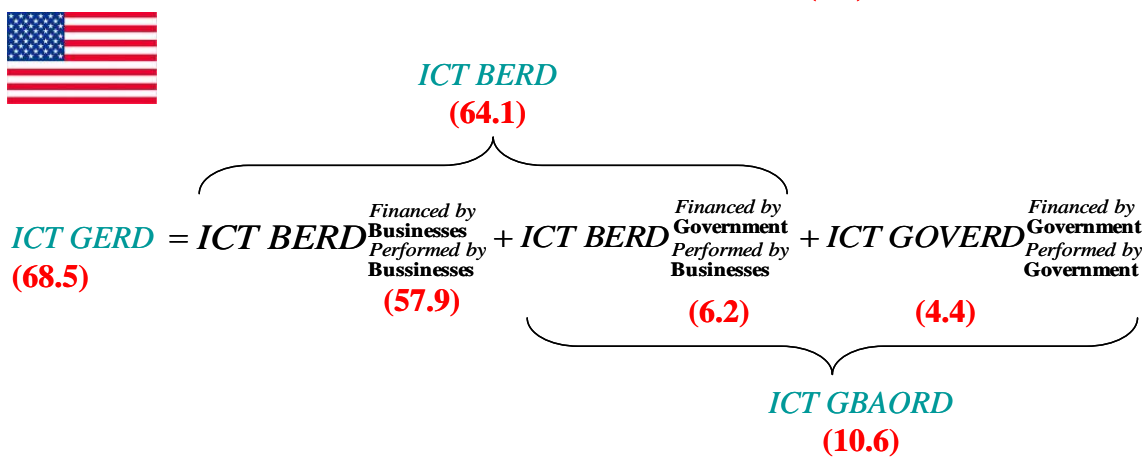 ICT BERD
(64.1)
ICT GERD = ICT BERD Financed by Businesses Performed by Bussinesses + ICT BERD Financed by Government Performed by Businesses + ICT GOVERD Financed by Government Performed by Government
(68.5)
(57.9)
(6.2)
(4.4)
ICT GBAORD
(10.6)